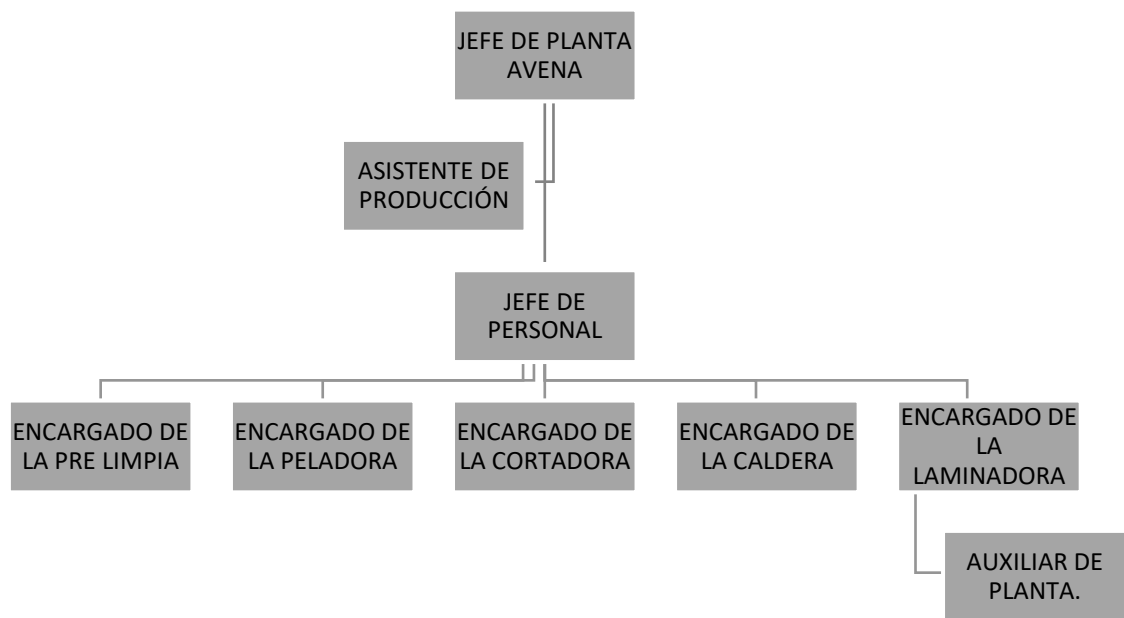 JEFE DE PLANTA
AVENA
ASISTENTE DE
PRODUCCIÓN
JEFE DE
PERSONAL
ENCARGADO DE
LA PRE LIMPIA
ENCARGADO DE
LA PELADORA
ENCARGADO DE
LA CORTADORA
ENCARGADO DE
LA CALDERA
ENCARGADO DE
LA
LAMINADORA
AUXILIAR DE
PLANTA.